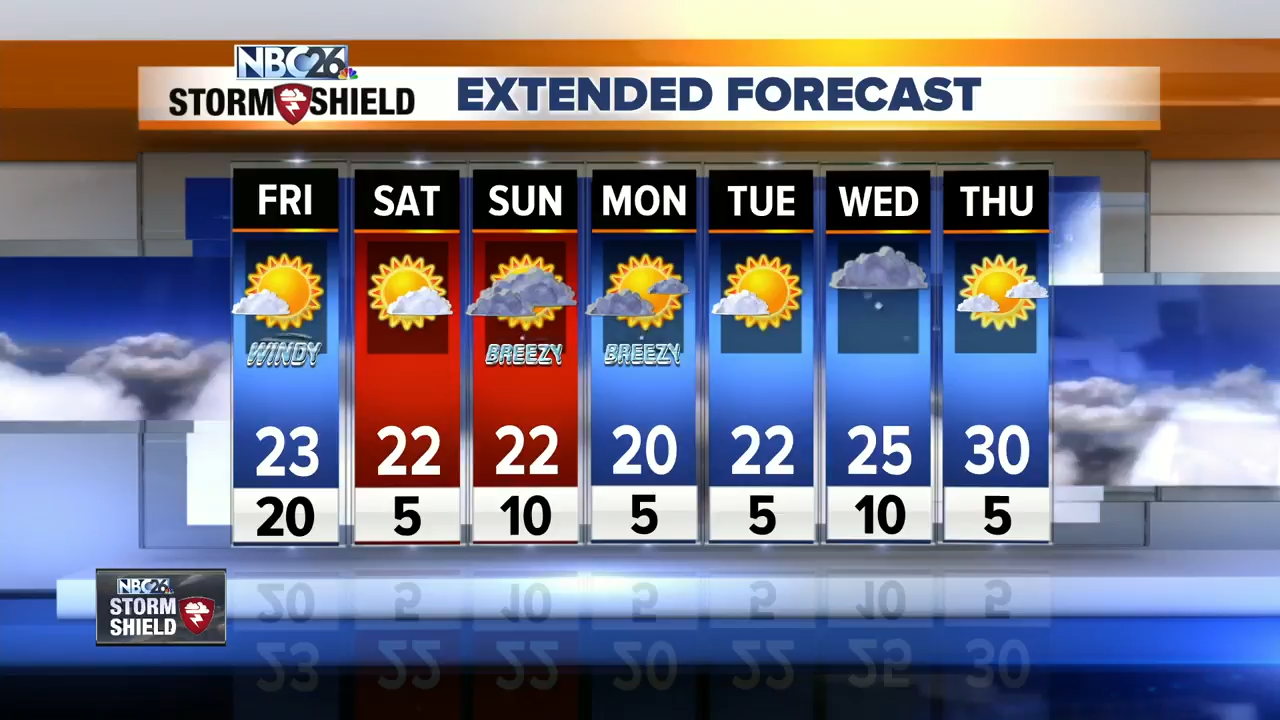 NBC26
STORM SHIELD
EXTENDED FORECAST
FRI SAT SUN MON TUE WED THU
WINDY BREEZY BREEZY
23 22 22 20 22 25 30
20 5 10 5 5 10 5
NBC26
STORM
SHIELD